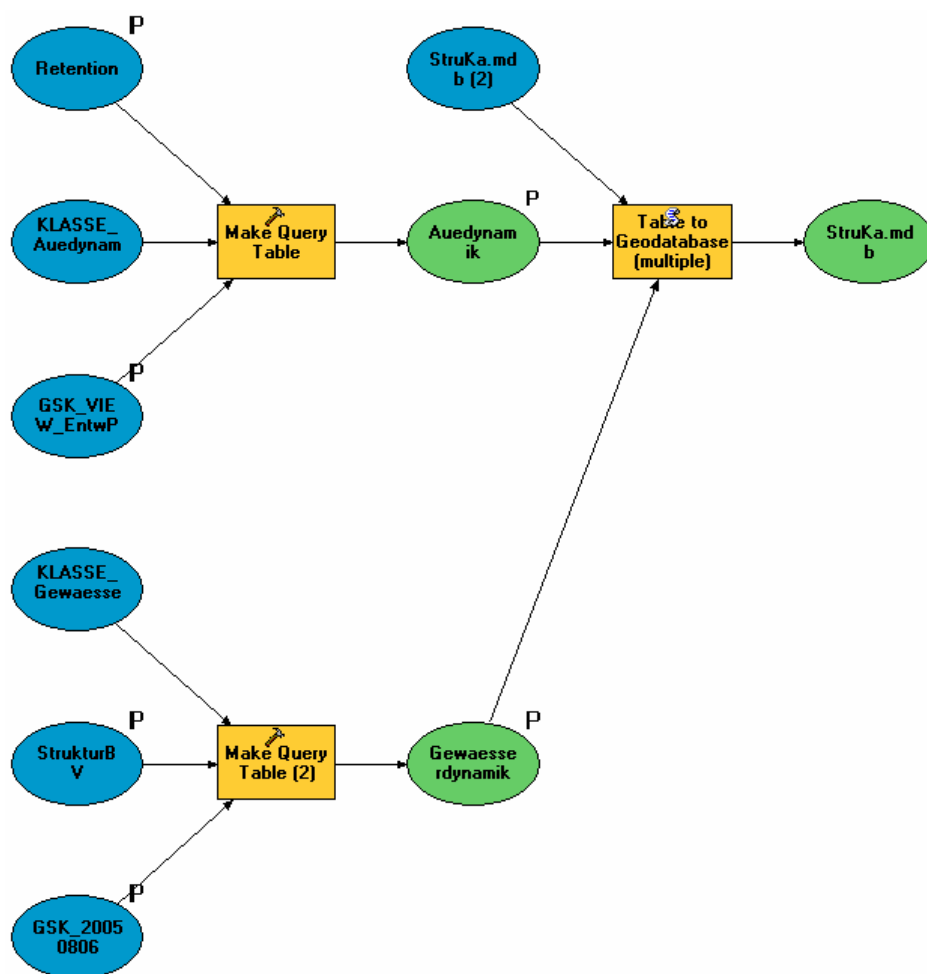 P
Retention
StruKa.md
b (2)
KLASSE_
Auedynam
Make Query
Table
P
Auedynam
ik
Table to
Geodatabase
(multiple)
StruKa.md
b
P
GSK_VIE
W_EntwP
KLASSE_
Gewaesse
P
StrukturB
V
Make Query
Table (2)
P
Gewaesse
rdynamik
P
GSK_2005
0806